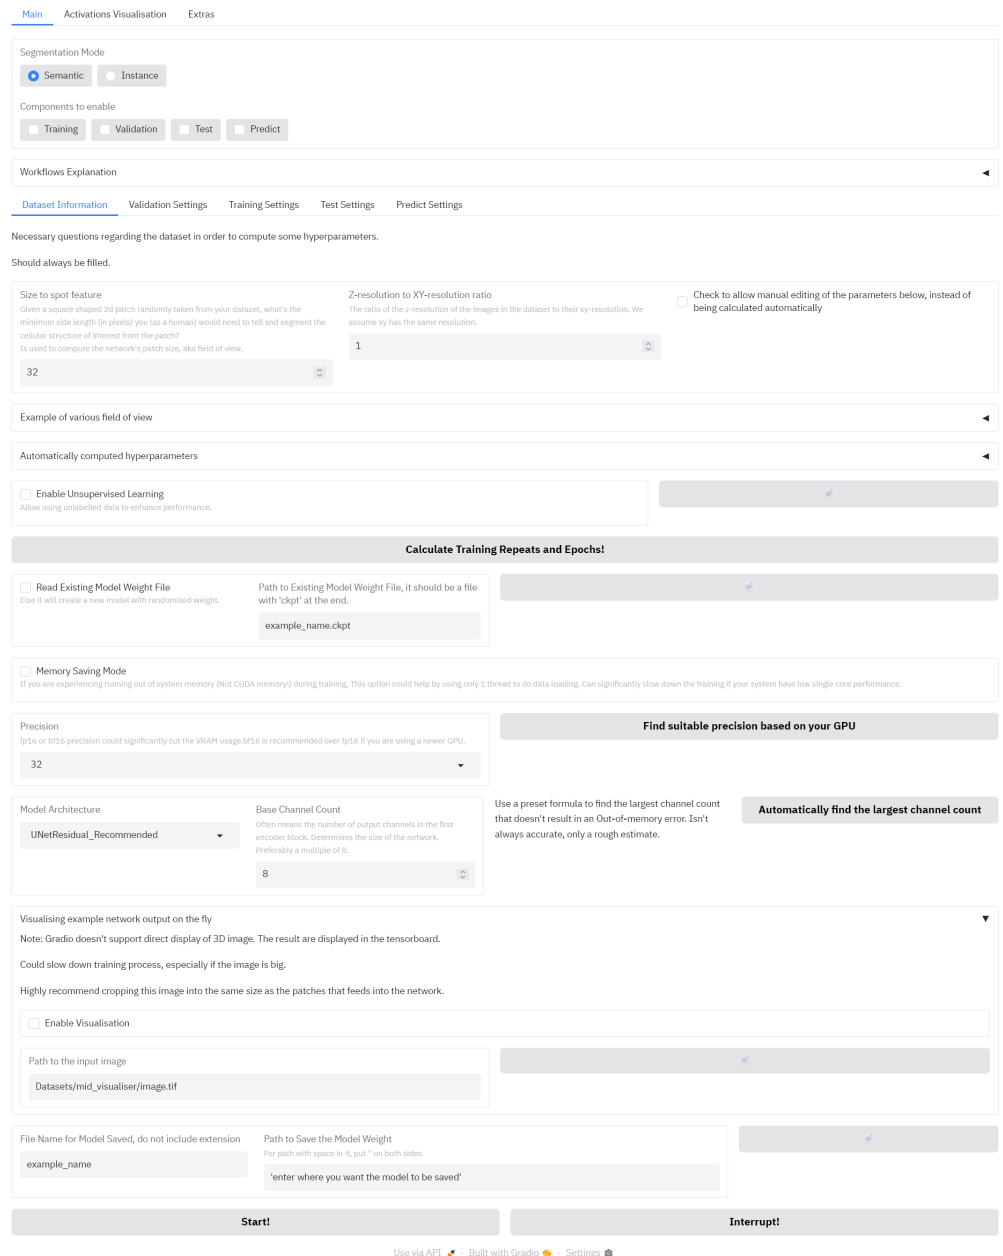 Main Activations Visualisation Extras
Segmentation Mode
Semantic Instance
Components to enable
Training Validation Test Predict
Workflows Explanation
Dataset Information Validation Settings Training Settings Test Settings Predict Settings
Necessary questions regarding the dataset in order to compute some hyperparameters.
Should always be filled.
Size to spot feature
Given a square shaped 2d patch randomly taken from your dataset, what's the
minimum side length (in pixels) you (as a human) would need to tell and segment the
cellular structure of interest from the patch?
Is used to compute the network's patch size, aka field of view.
32
Z-resolution to XY-resolution ratio
The ratio of the z-resolution of the images in the dataset to their xy-resolution. We
assume xy has the same resolution.
1
Check to allow manual editing of the parameters below, instead of
being calculated automatically
Example of various field of view
Automatically computed hyperparameters
Enable Unsupervised Learning
Allow using unlabelled data to enhance performance.
Calculate Training Repeats and Epochs!
Read Existing Model Weight File
Else it will create a new model with randomised weight.
Path to Existing Model Weight File, it should be a file
with 'ckpt' at the end.
example_name.ckpt
Memory Saving Mode
If you are experiencing running out of system memory (Not CUDA memory!) during training, This option could help by using only 1 thread to do data loading. Can significantly slow down the training if your system have low single core performance.
Precision
fp16 or bf16 precision could significantly cut the VRAM usage.bf16 is recommended over fp16 if you are using a newer GPU.
32
Find suitable precision based on your GPU
Model Architecture
UNetResidual_Recommended
Base Channel Count
Often means the number of output channels in the first
encoder block. Determines the size of the network.
Preferably a multiple of 8.
8
Use a preset formula to find the largest channel count
that doesn't result in an Out-of-memory error. Isn't
always accurate, only a rough estimate.
Automatically find the largest channel count
Visualising example network output on the fly
Note: Gradio doesn't support direct display of 3D image. The result are displayed in the tensorboard.
Could slow down training process, especially if the image is big.
Highly recommend cropping this image into the same size as the patches that feeds into the network.
Enable Visualisation
Path to the input image
Datasets/mid_visualiser/image.tif
File Name for Model Saved, do not include extension
example_name
Path to Save the Model Weight
For path with space in it, put '' on both sides
'enter where you want the model to be saved'
Start! Interrupt!
Use via API · Built with Gradio · Settings